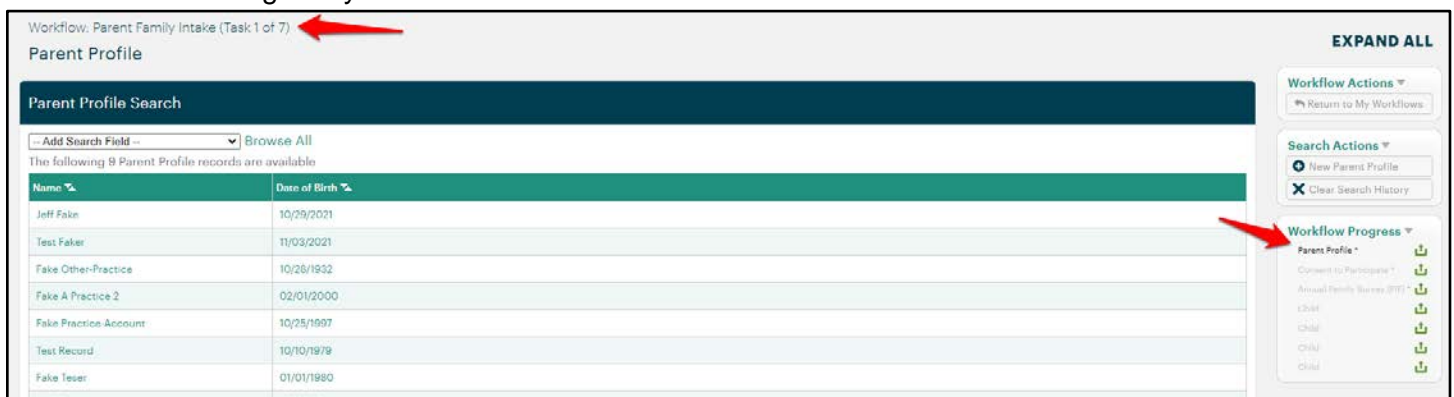 Workflow: Parent Family Intake (Task 1 of 7)
Parent Profile
EXPAND ALL
Parent Profile Search
-- Add Search Field --
Browse All
The following 9 Parent Profile records are available
Name
Date of Birth
Jeff Fake
10/29/2021
Test Faker
11/03/2021
Fake Other-Practice
10/28/1932
Fake A Practice 2
02/01/2000
Fake Practice Account
10/25/1997
Test Record
10/10/1979
Fake Teser
01/01/1980
Workflow Actions
Return to My Workflows
Search Actions
New Parent Profile
Clear Search History
Workflow Progress
Parent Profile *
Consent to Participate *
Annual Family Survey (PIF) *
Child
Child
Child
Child